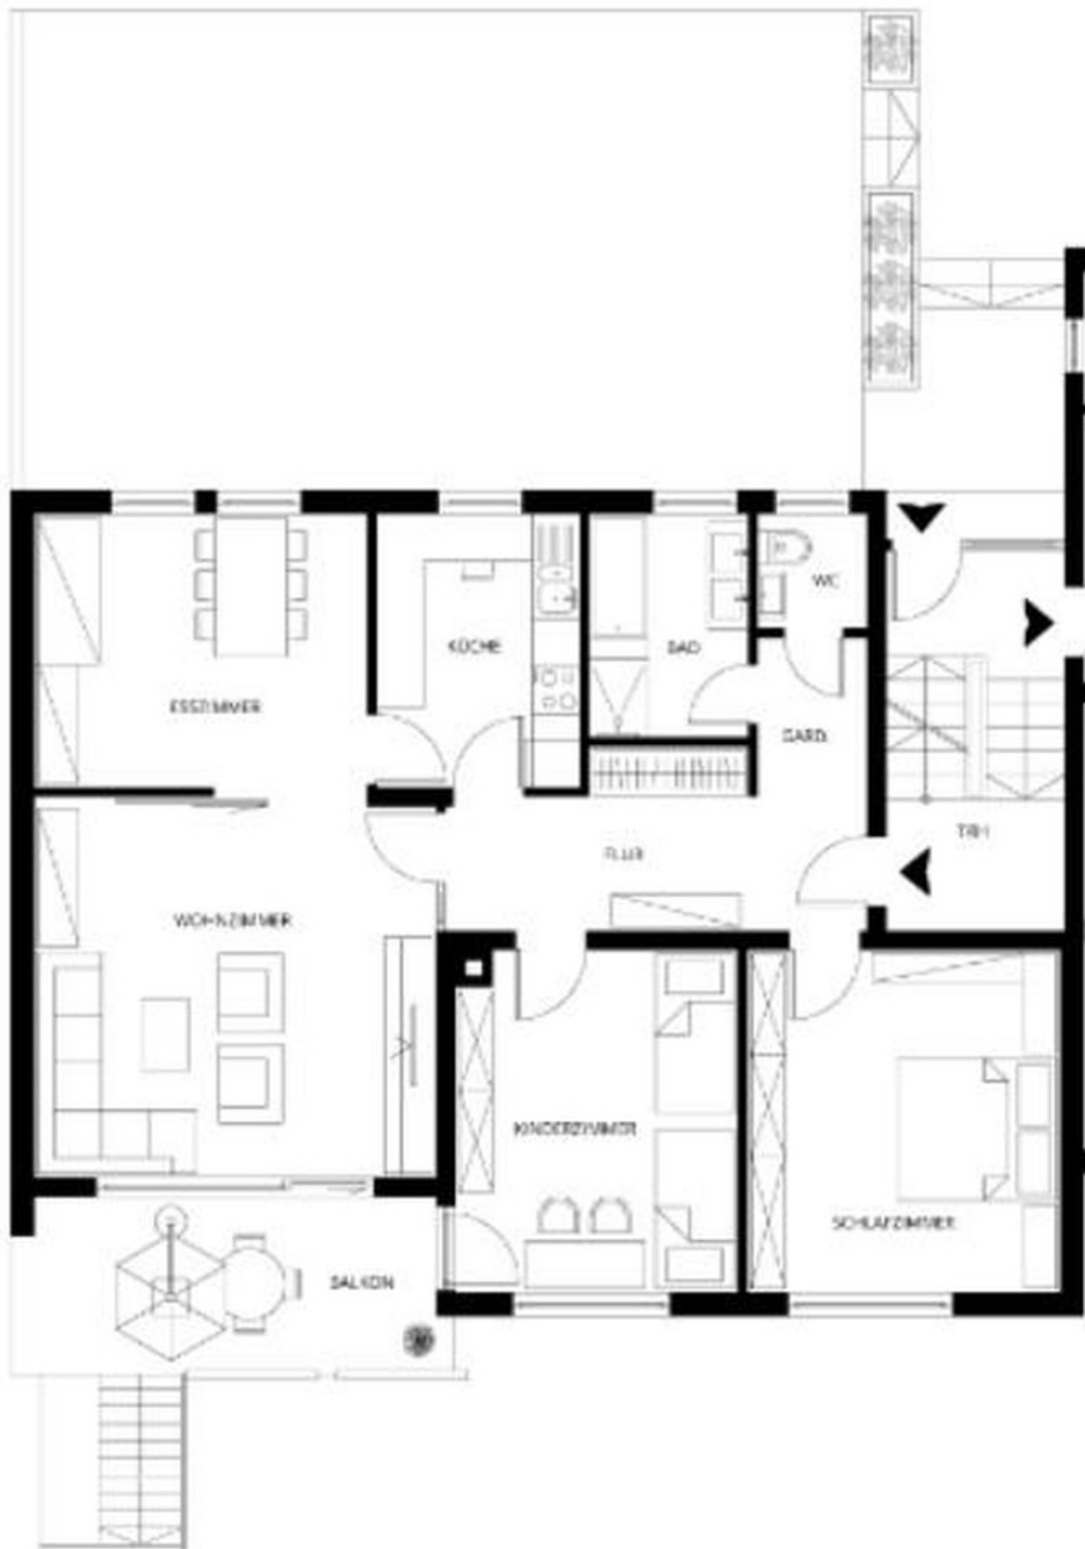 KÜCHE
WC
BAD
ESSZIMMER
GARD.
TRH
FLUR
WOHNZIMMER
KINDERZIMMER
SCHLAFZIMMER
BALKON